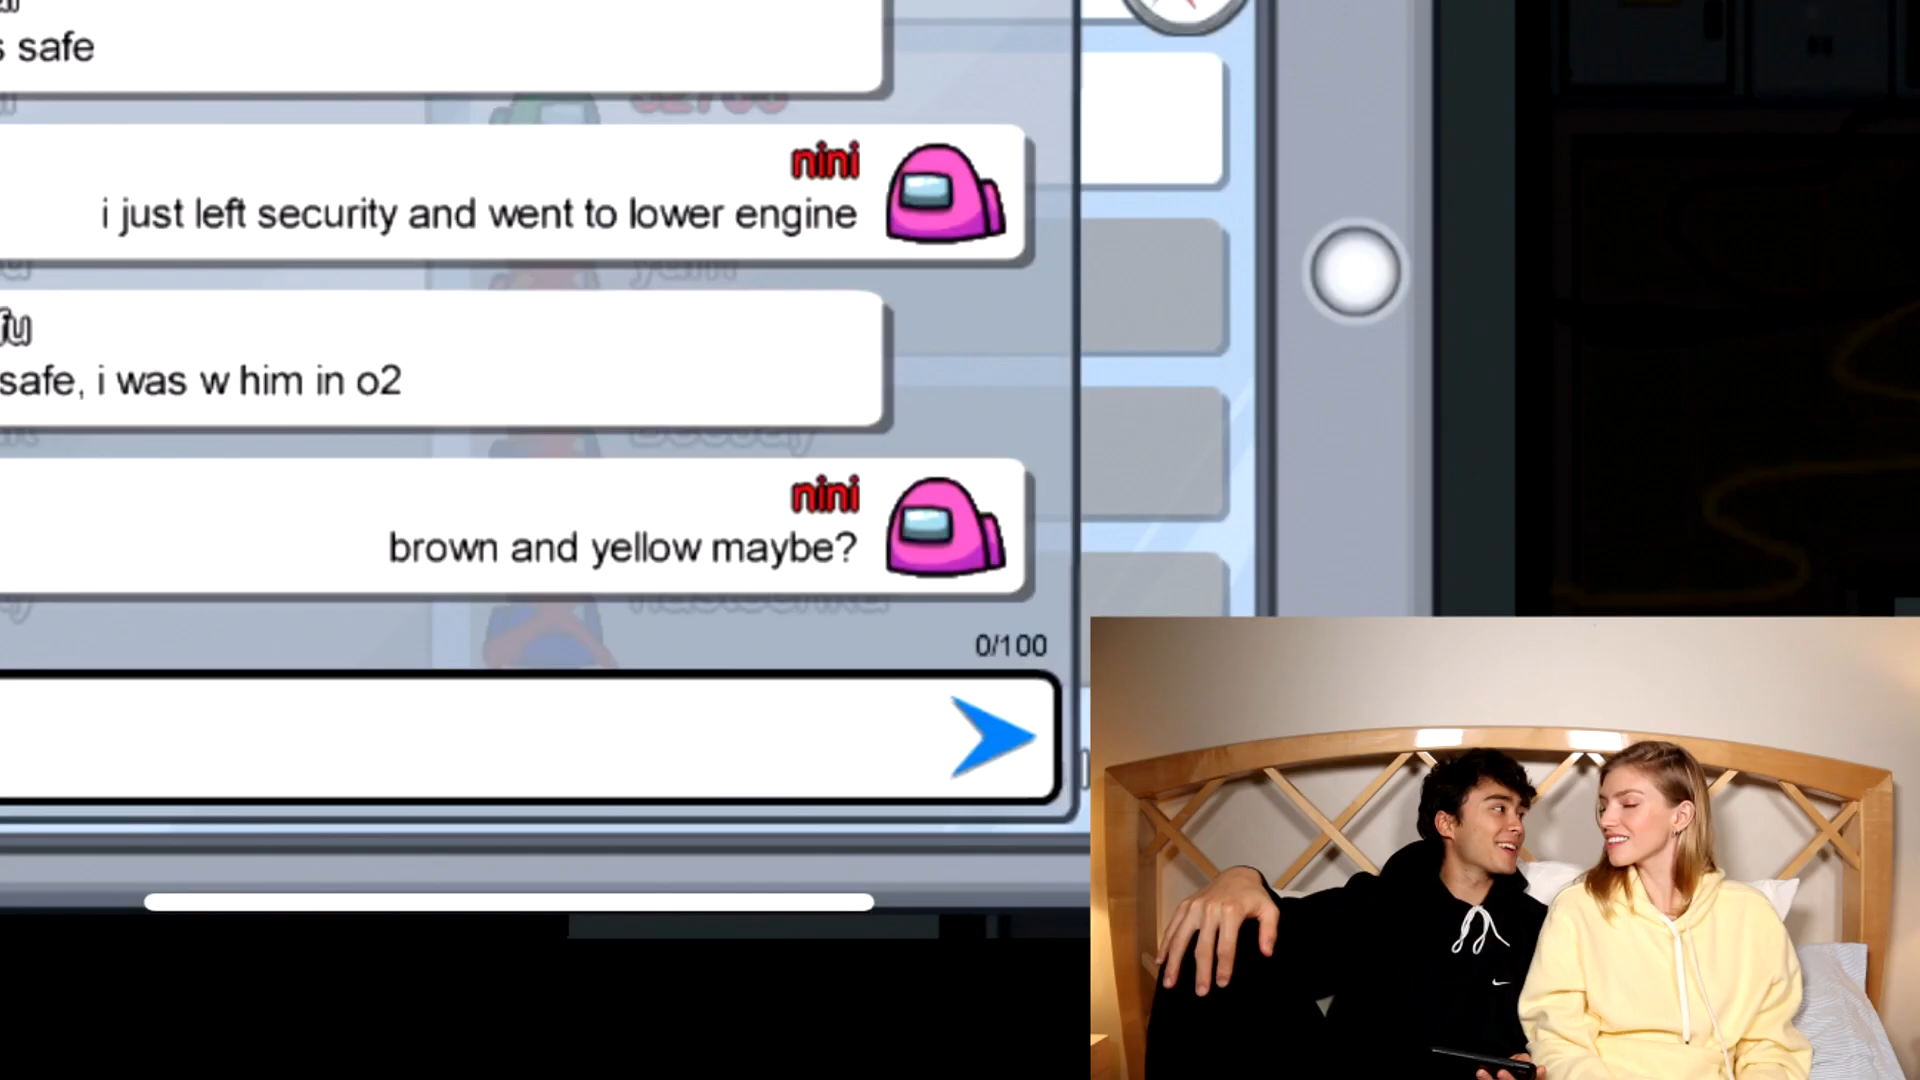 s safe
nini
i just left security and went to lower engine
fu
safe, i was w him in o2
nini
brown and yellow maybe?
0/100